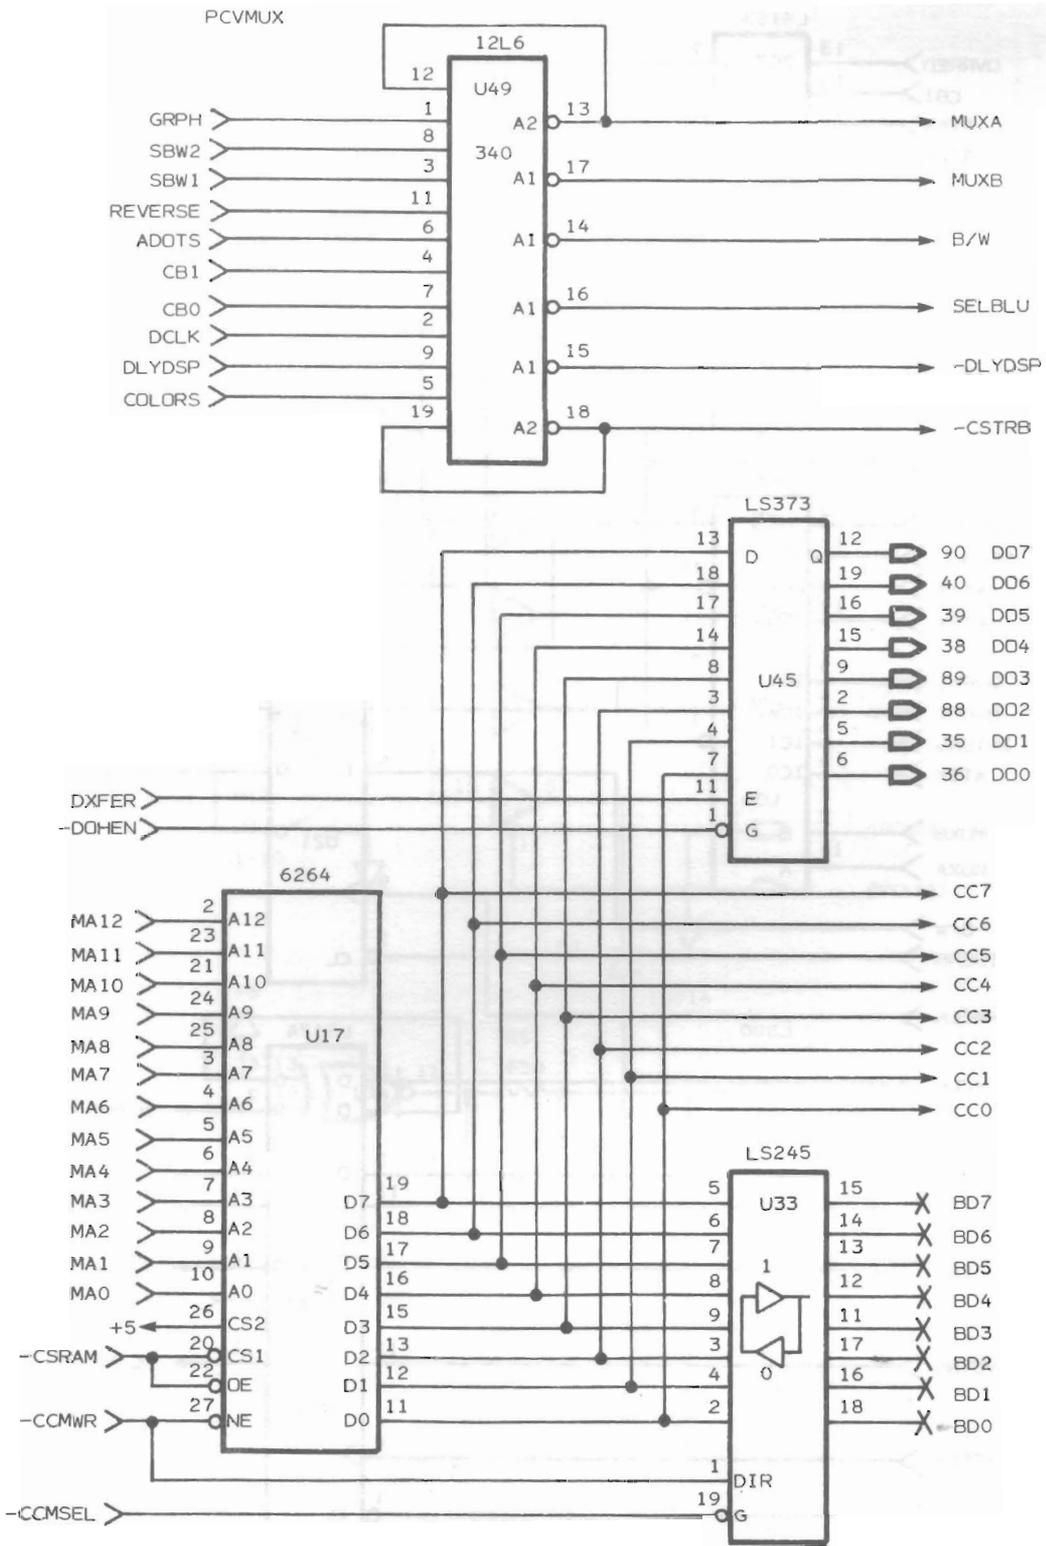 PCVMUX
12L6
12
U49
13
GRPH 1 A2 MUXA
SBW2 8 340
SBW1 3 A1 17 MUXB
REVERSE 11
ADOTS 6 A1 14 B/W
CB1 4
CB0 7 A1 16 SELBLU
DCLK 2
DLYDSP 9 A1 15 -DLYDSP
COLORS 5
19 A2 18 -CSTRB
LS373
13 D Q 12 90 DO7
18 19 40 DO6
17 16 39 DO5
14 15 38 DO4
8 U45 9 89 DO3
3 2 88 DO2
4 5 35 DO1
7 6 36 DO0
DXFER 11 E
-DOHEN 1 G
6264
CC7
MA12 2 A12 CC6
MA11 23 A11 CC5
MA10 21 A10 CC4
MA9 24 A9 CC3
U17
MA8 25 A8 CC2
MA7 3 A7 CC1
MA6 4 A6 CC0
MA5 5 A5
LS245
MA4 6 A4
MA3 7 A3 D7 19 5 U33 15 BD7
MA2 8 A2 D6 18 6 14 BD6
MA1 9 A1 D5 17 7 1 13 BD5
MA0 10 A0 D4 16 8 12 BD4
+5 26 CS2 D3 15 9 11 BD3
-CSRAM 20 CS1 D2 13 3 0 17 BD2
22 OE D1 12 4 16 BD1
-CCMWR 27 NE D0 11 2 18 BD0
1 DIR
-CCMSEL 19 G